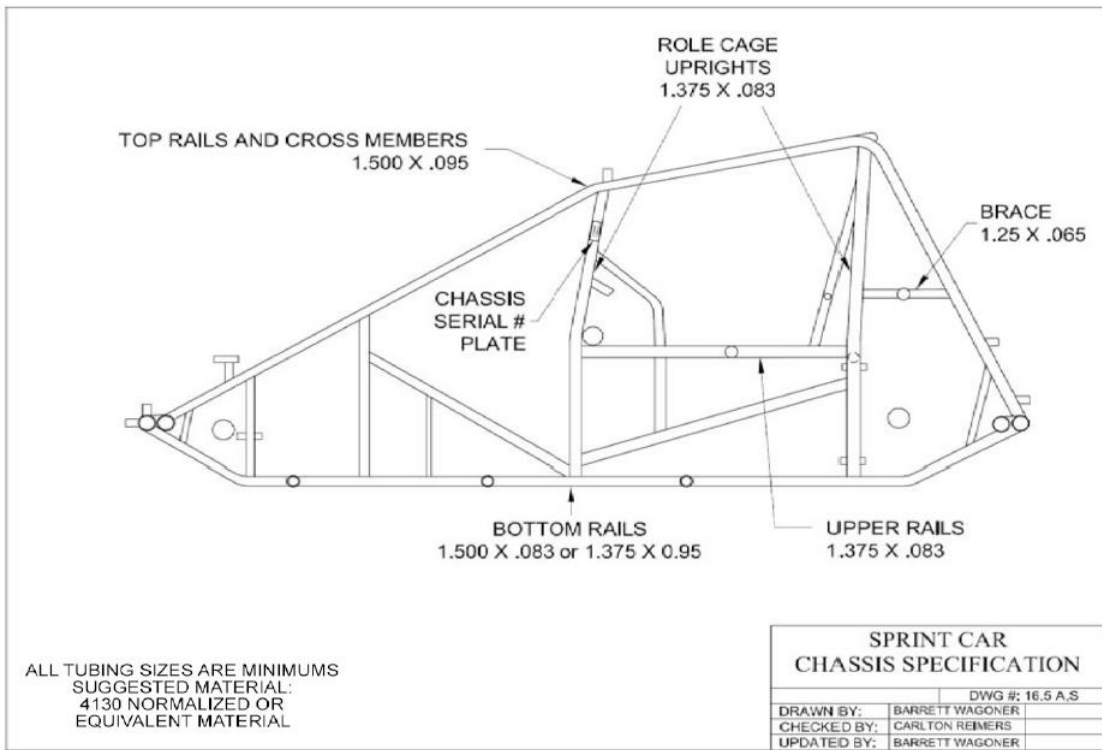 ROLE CAGE
UPRIGHTS
1.375 X .083
TOP RAILS AND CROSS MEMBERS
1.500 X .095
BRACE
1.25 X .065
CHASSIS
SERIAL #
PLATE
BOTTOM RAILS
1.500 X .083 or 1.375 X 0.95
UPPER RAILS
1.375 X .083
ALL TUBING SIZES ARE MINIMUMS
SUGGESTED MATERIAL:
4130 NORMALIZED OR
EQUIVALENT MATERIAL
SPRINT CAR
CHASSIS SPECIFICATION
DWG #: 16.5 A,S
DRAWN BY: BARRETT WAGONER
CHECKED BY: CARLTON REIMERS
UPDATED BY: BARRETT WAGONER